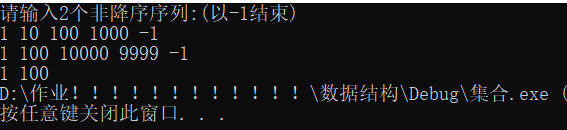 请输入2个非降序序列:(以-1结束)
1 10 100 1000 -1
1 100 10000 9999 -1
1 100
D:\作业！！！！！！！！！！！！\数据结构\Debug\集合.exe (
按任意键关闭此窗口. . .